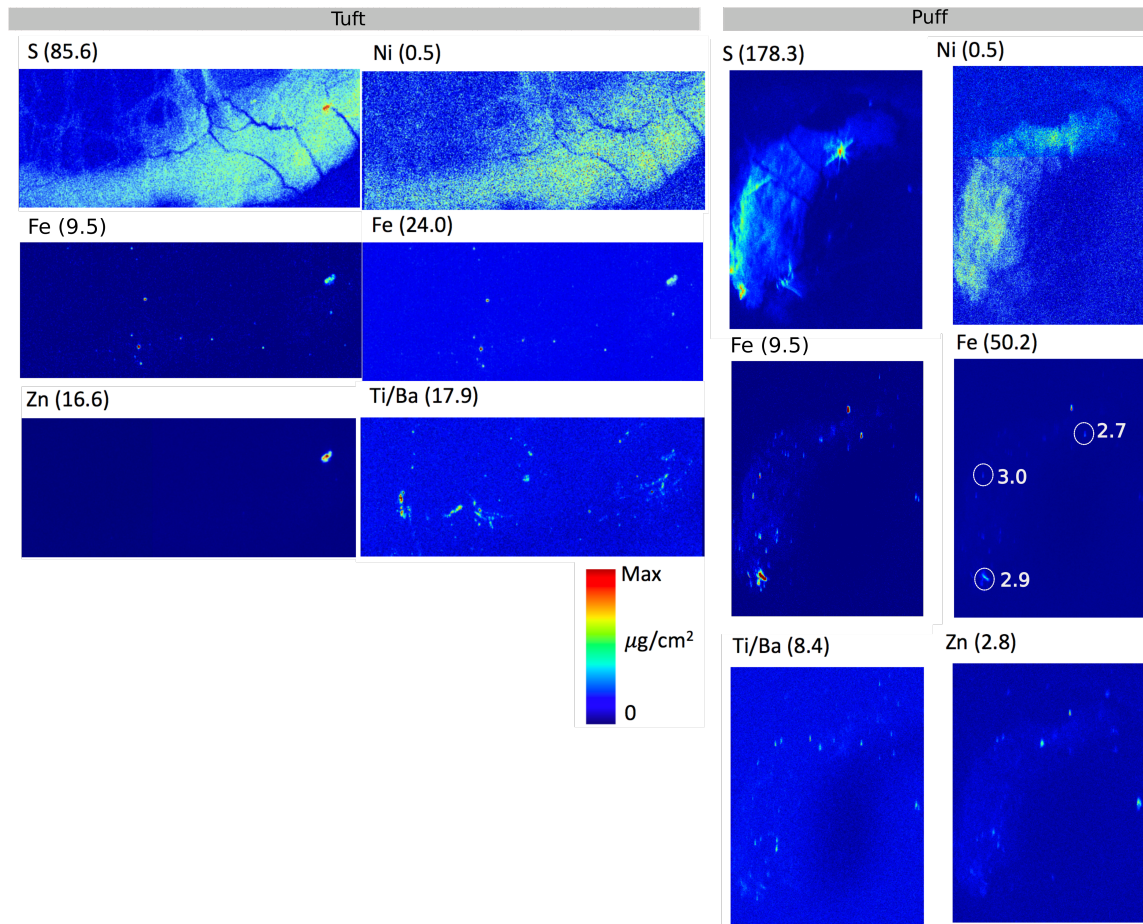 Tuft
Puff
S (85.6)
Ni (0.5)
S (178.3)
Ni (0.5)
Fe (9.5)
Fe (24.0)
Fe (9.5)
Fe (50.2)
2.7
3.0
2.9
Zn (16.6)
Ti/Ba (17.9)
Max
μg/cm²
0
Ti/Ba (8.4)
Zn (2.8)